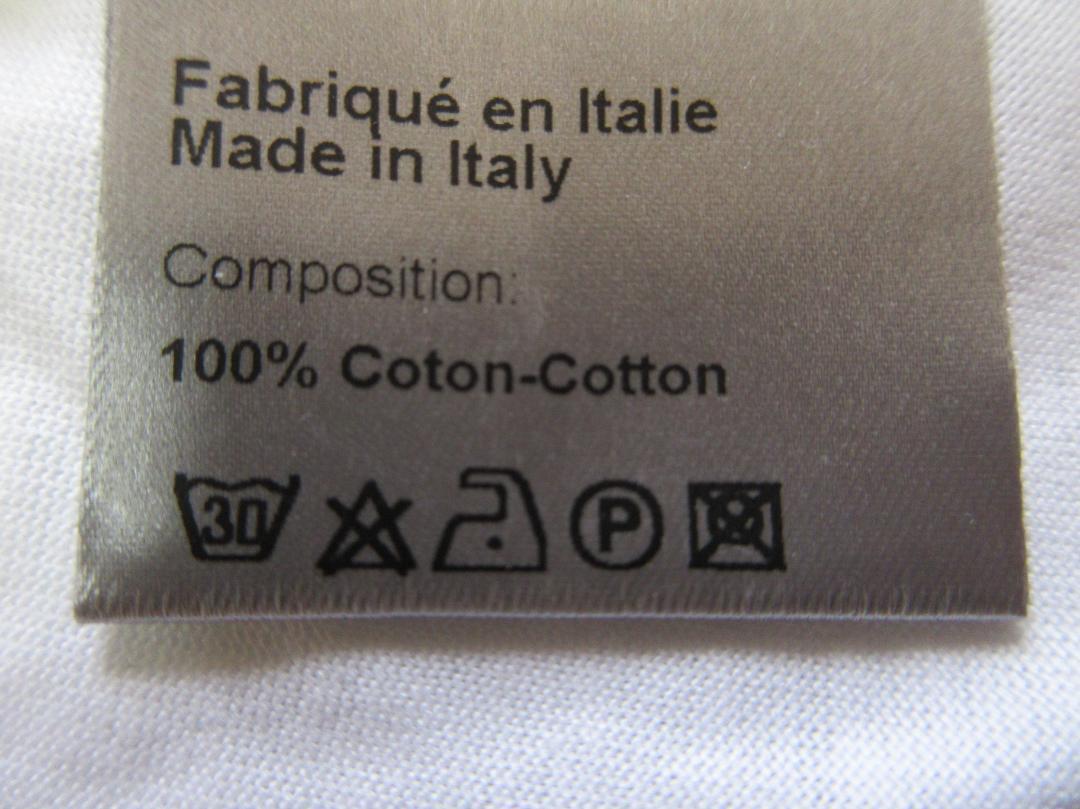 Fabriqué en Italie
Made in Italy
Composition:
100% Coton-Cotton
30 P